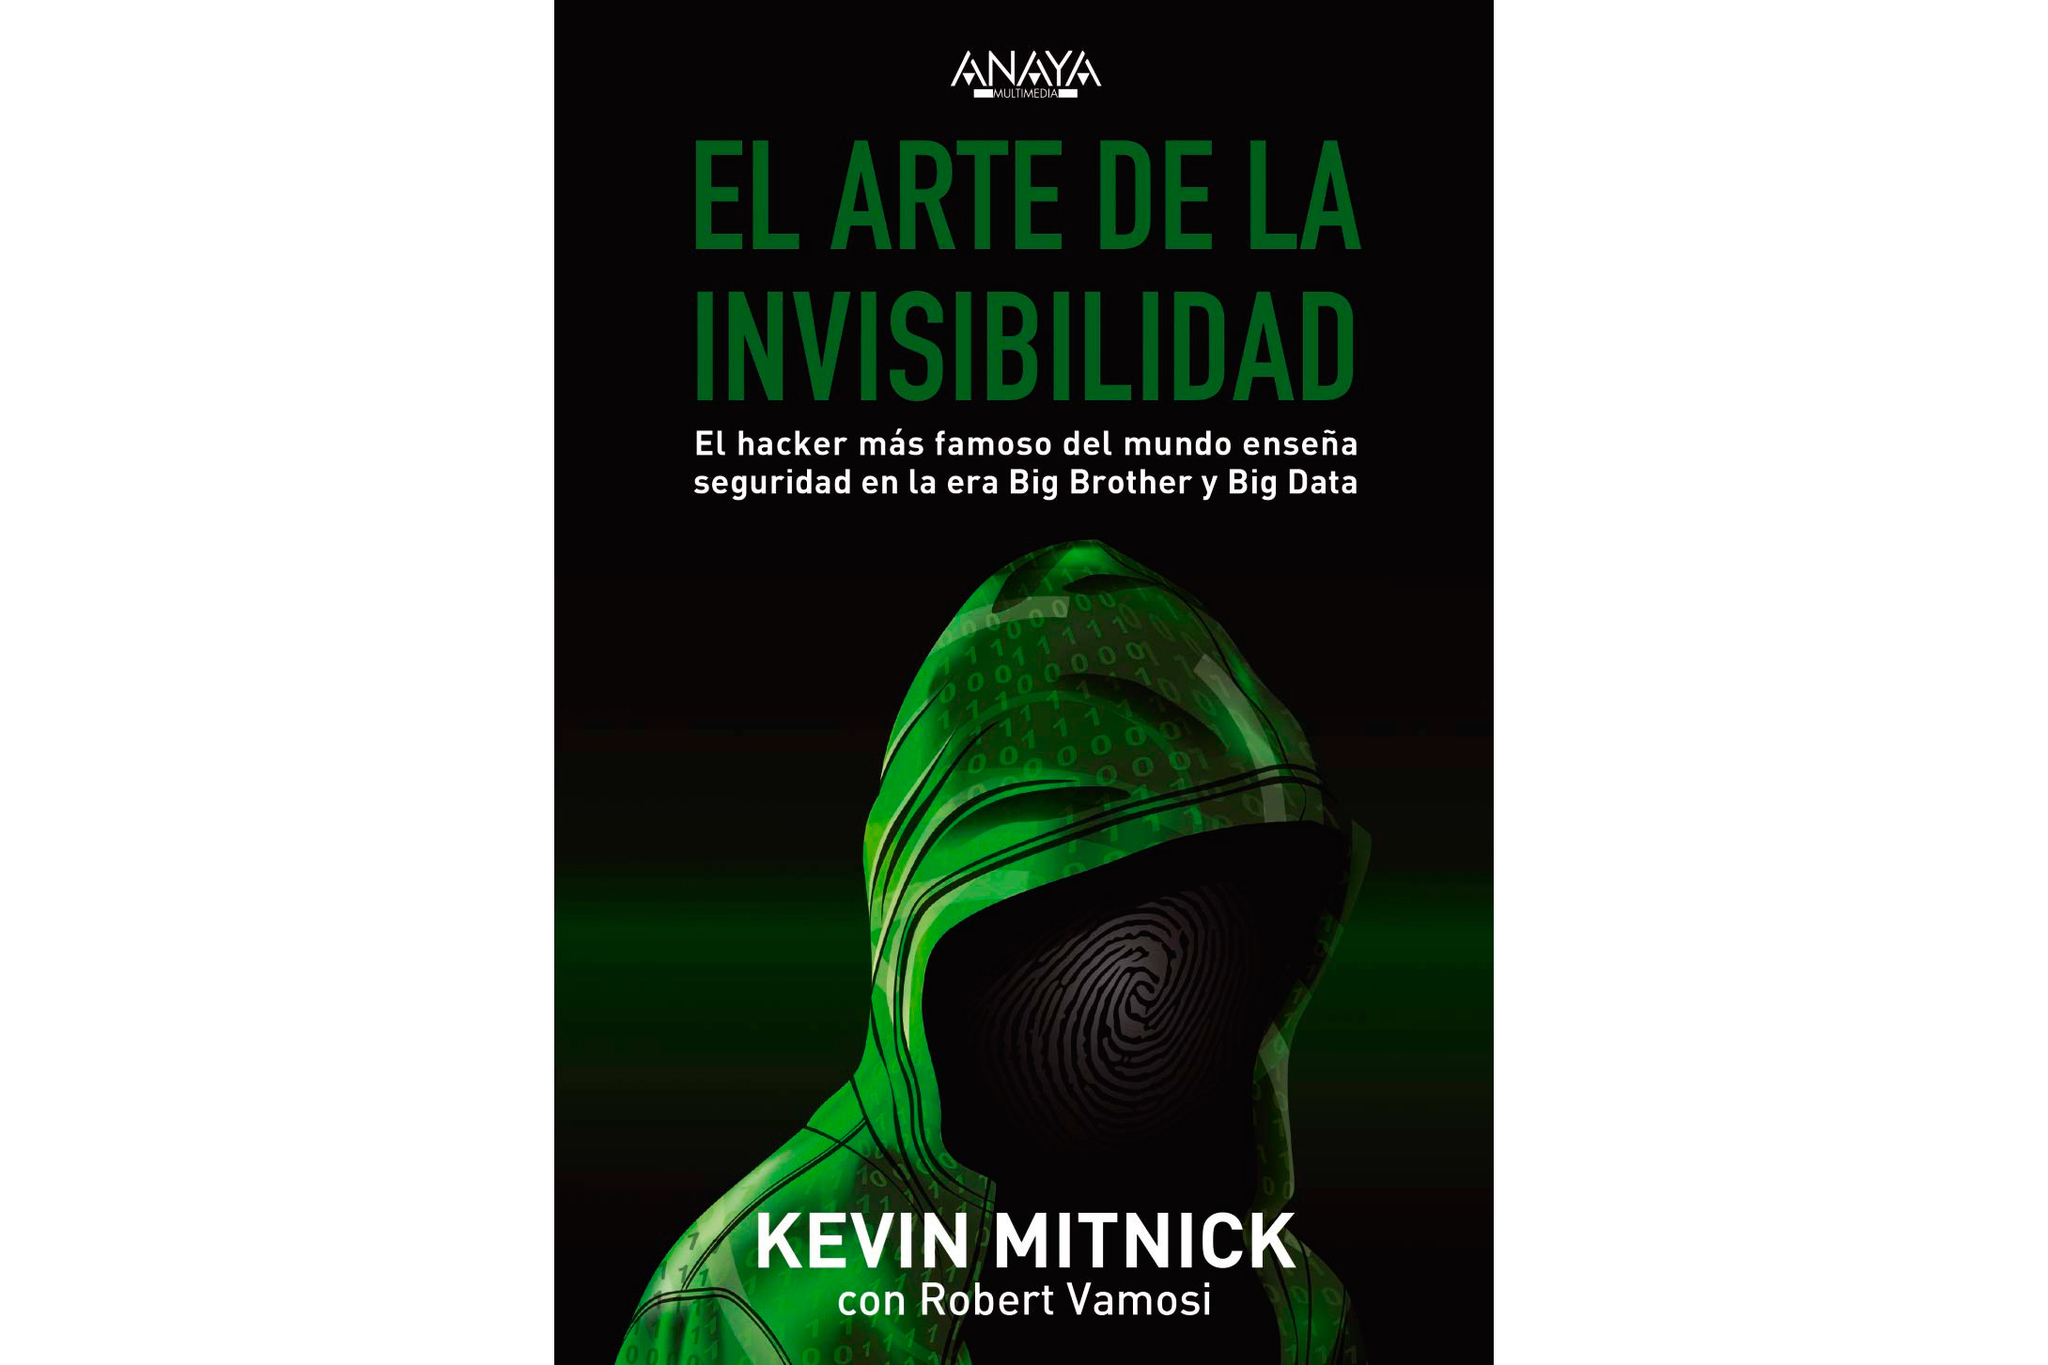 ANAYA
MULTIMEDIA
EL ARTE DE LA
INVISIBILIDAD
El hacker más famoso del mundo enseña
seguridad en la era Big Brother y Big Data
KEVIN MITNICK
con Robert Vamosi